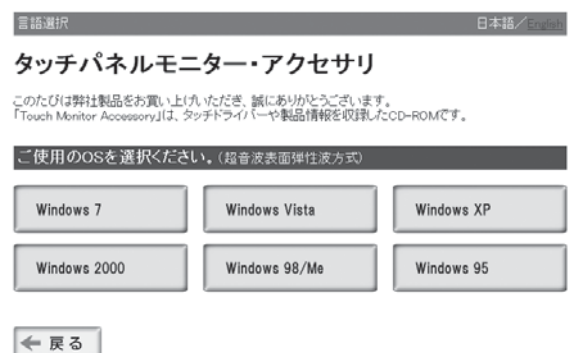 言語選択
日本語／English
タッチパネルモニター・アクセサリ
このたびは弊社製品をお買い上げいただき、誠にありがとうございます。
「Touch Monitor Accessory」は、タッチドライバーや製品情報を収録したCD-ROMです。
ご使用のOSを選択ください。（超音波表面弾性波方式）
Windows 7
Windows Vista
Windows XP
Windows 2000
Windows 98/Me
Windows 95
戻る